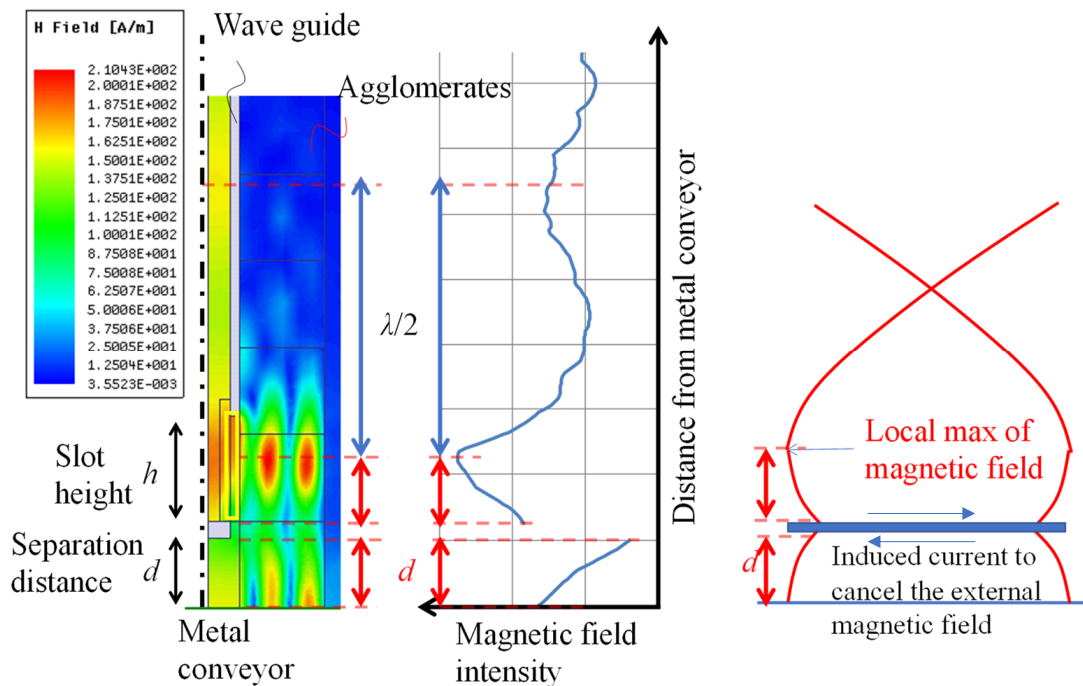 H Field [A/m]
2.1043E+002
2.0001E+002
1.8751E+002
1.6251E+002
1.5001E+002
1.3751E+002
1.2501E+002
1.1251E+002
1.0001E+002
8.7508E+001
7.5007E+001
6.2507E+001
5.0006E+001
3.7506E+001
2.5005E+001
1.2504E+001
3.5523E-003
Wave guide
Agglomerates
λ/2
Slot
height
h
Separation
distance
d
Metal
conveyor
d
Magnetic field
intensity
Distance from metal conveyor
Local max of
magnetic field
d
Induced current to
cancel the external
magnetic field